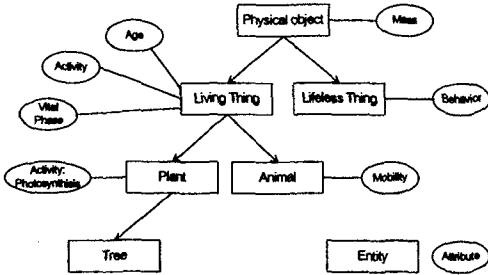 Physical object
Mass
Age
Activity
Living Thing
Lifeless Thing
Behavior
Vital
Phase
Activity:
Photosynthisis
Plant
Animal
Mobility
Tree
Entity
Attribute